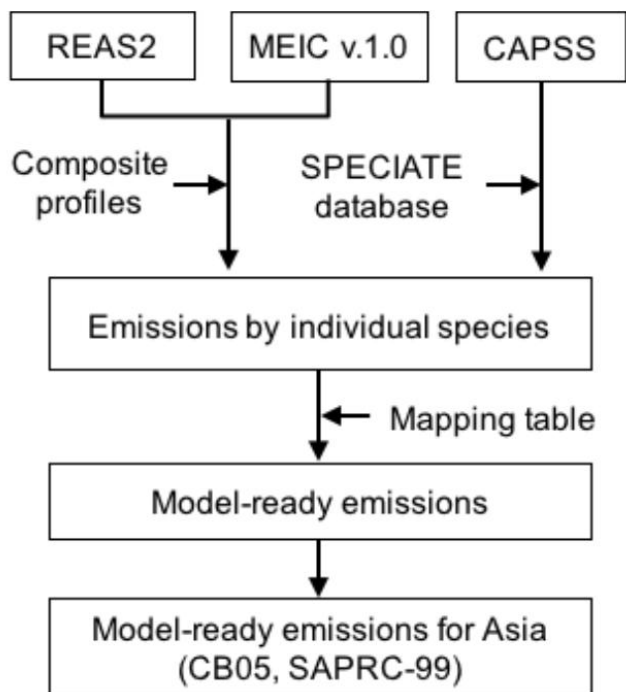 REAS2
MEIC v.1.0
CAPSS
Composite
profiles
SPECIATE
database
Emissions by individual species
Mapping table
Model-ready emissions
Model-ready emissions for Asia
(CB05, SAPRC-99)